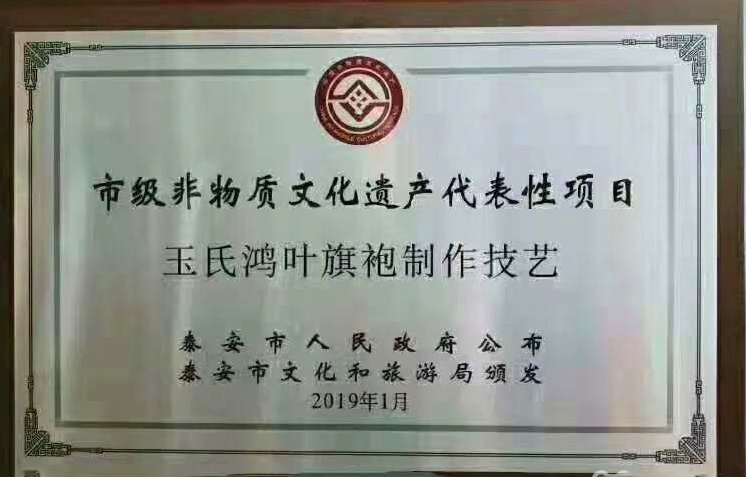 市级非物质文化遗产代表性项目
玉氏鸿叶旗袍制作技艺
泰安市人民政府公布
泰安市文化和旅游局颁发
2019年1月